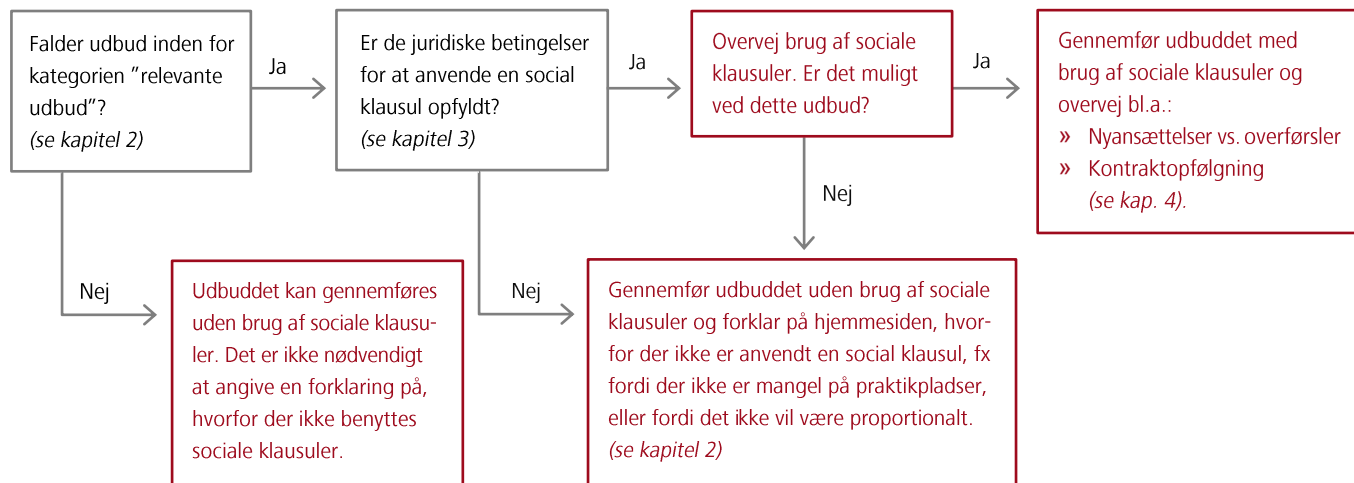 Falder udbud inden for
kategorien ”relevante
udbud”?
(se kapitel 2)
Ja
Er de juridiske betingelser
for at anvende en social
klausul opfyldt?
(se kapitel 3)
Ja
Overvej brug af sociale
klausuler. Er det muligt
ved dette udbud?
Ja
Gennemfør udbuddet med
brug af sociale klausuler og
overvej bl.a.:
» Nyansættelser vs. overførsler
» Kontraktopfølgning
(se kap. 4).
Nej
Udbuddet kan gennemføres
uden brug af sociale klausu-
ler. Det er ikke nødvendigt
at angive en forklaring på,
hvorfor der ikke benyttes
sociale klausuler.
Nej
Nej
Gennemfør udbuddet uden brug af sociale
klausuler og forklar på hjemmesiden, hvor-
for der ikke er anvendt en social klausul, fx
fordi der ikke er mangel på praktikpladser,
eller fordi det ikke vil være proportionalt.
(se kapitel 2)